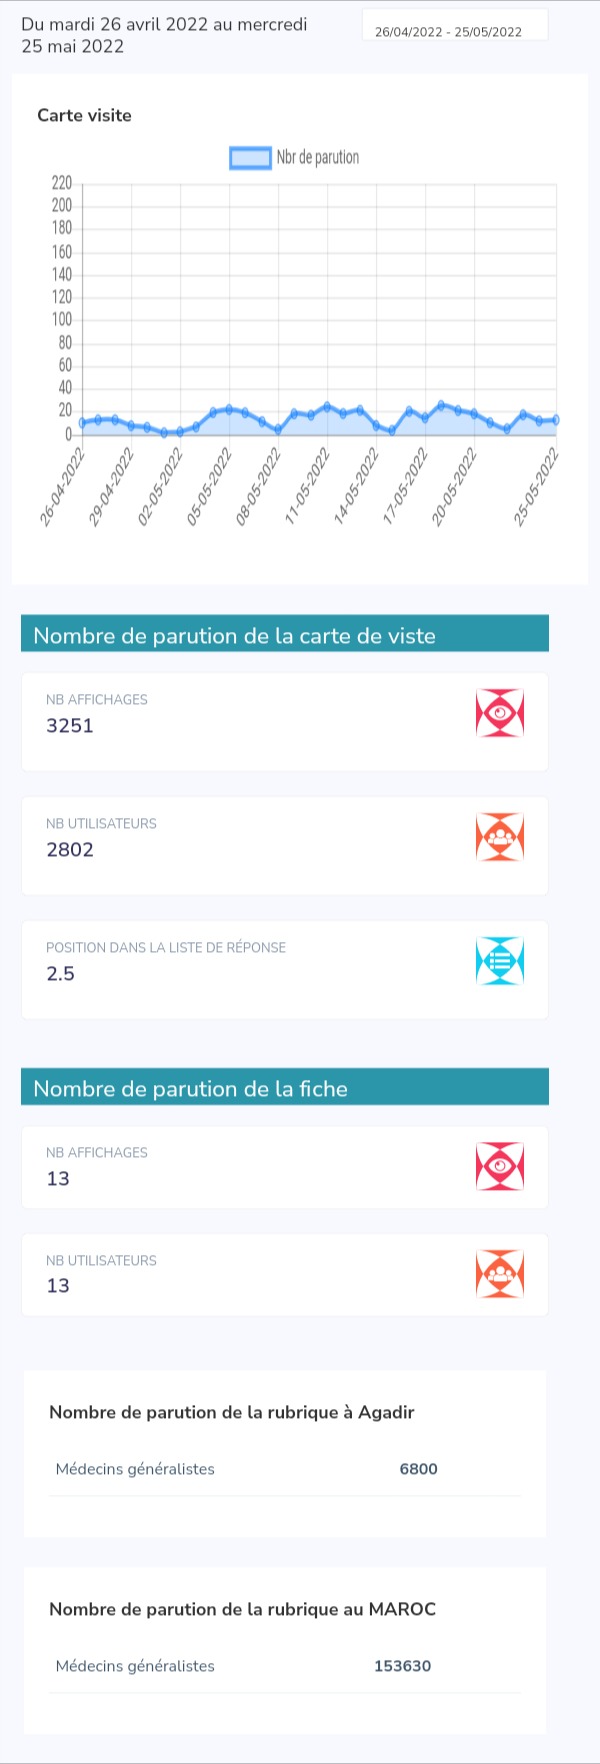 Du mardi 26 avril 2022 au mercredi
25 mai 2022
26/04/2022 - 25/05/2022
Carte visite
Nbr de parution
220
200
180
160
140
120
100
80
60
40
20
0
26-04-2022
29-04-2022
02-05-2022
05-05-2022
08-05-2022
11-05-2022
14-05-2022
17-05-2022
20-05-2022
25-05-2022
Nombre de parution de la carte de viste
NB AFFICHAGES
3251
NB UTILISATEURS
2802
POSITION DANS LA LISTE DE RÉPONSE
2.5
Nombre de parution de la fiche
NB AFFICHAGES
13
NB UTILISATEURS
13
Nombre de parution de la rubrique à Agadir
Médecins généralistes 6800
Nombre de parution de la rubrique au MAROC
Médecins généralistes 153630